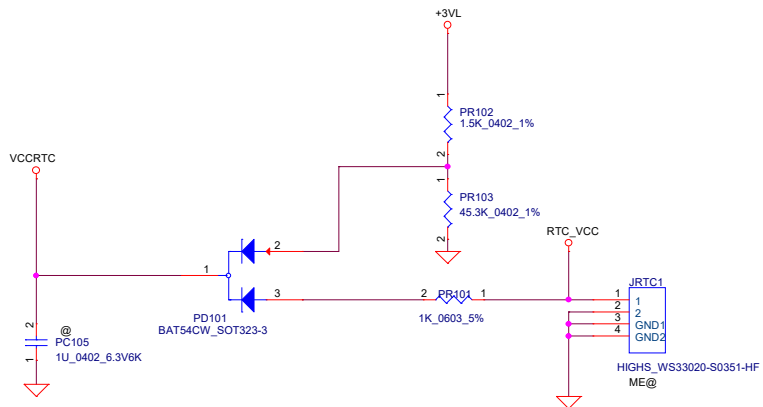 +3VL
1
PR102
1.5K_0402_1%
2
VCCRTC
1
PR103
45.3K_0402_1%
2
RTC_VCC
2
1
3
PD101
BAT54CW_SOT323-3
2
PR101
1
1K_0603_5%
JRTC1
1
1
2
2
3
GND1
4
GND2
HIGHS_WS33020-S0351-HF
ME@
2
@
PC105
1
1U_0402_6.3V6K